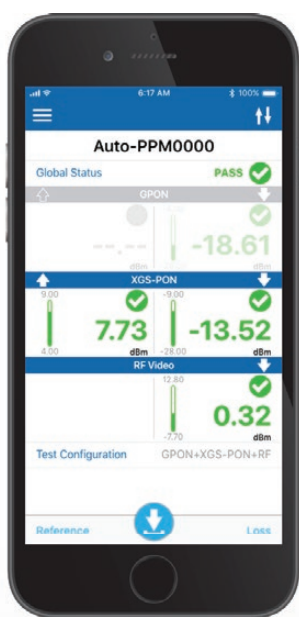 6:17 AM
100%
Auto-PPM0000
Global Status PASS
GPON
--.-- -18.61
dBm dBm
XGS-PON
9.00 -9.00
7.73 -13.52
4.00 dBm -28.00 dBm
RF Video
12.80
0.32
-7.70 dBm
Test Configuration GPON+XGS-PON+RF
Reference Loss